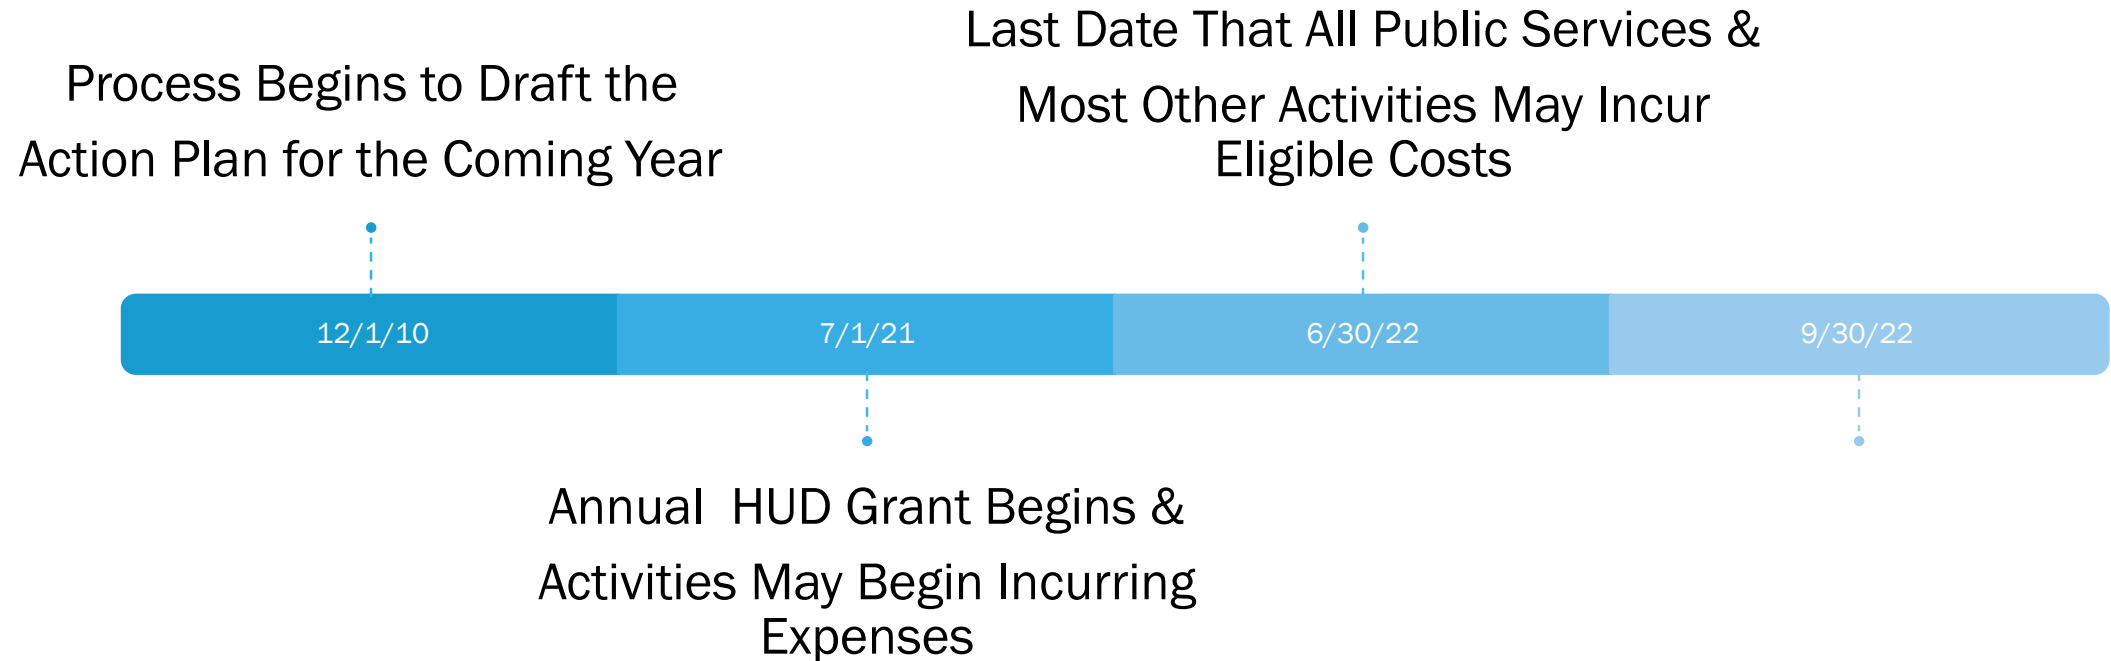 Process Begins to Draft the
Action Plan for the Coming Year
Last Date That All Public Services &
Most Other Activities May Incur
Eligible Costs
12/1/10
7/1/21
6/30/22
9/30/22
Annual HUD Grant Begins &
Activities May Begin Incurring
Expenses